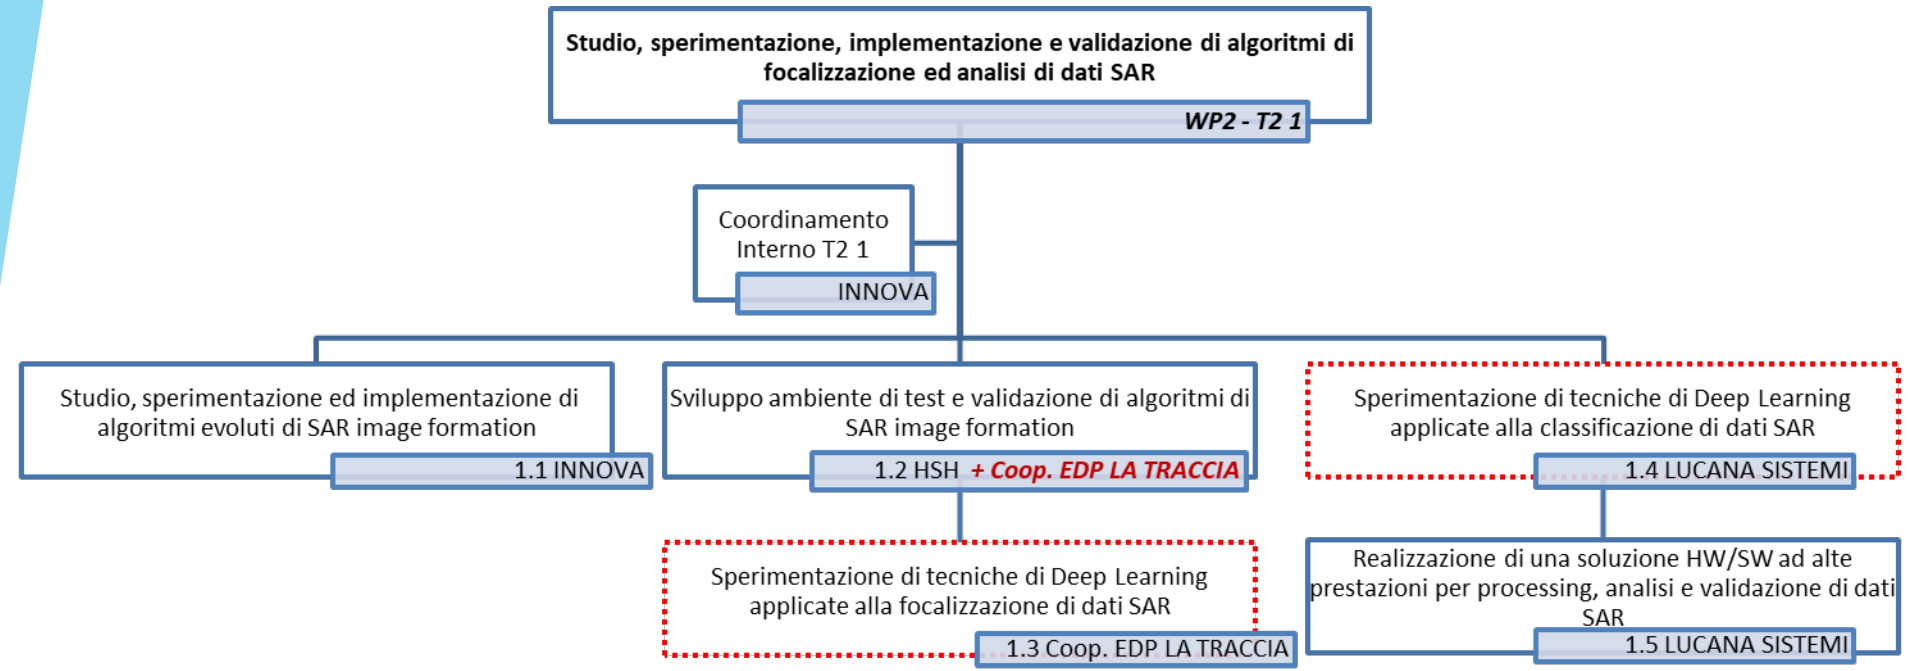 Studio, sperimentazione, implementazione e validazione di algoritmi di
focalizzazione ed analisi di dati SAR
WP2 - T2 1
Coordinamento
Interno T2 1
INNOVA
Studio, sperimentazione ed implementazione di
algoritmi evoluti di SAR image formation
1.1 INNOVA
Sviluppo ambiente di test e validazione di algoritmi di
SAR image formation
1.2 HSH + Coop. EDP LA TRACCIA
Sperimentazione di tecniche di Deep Learning
applicate alla focalizzazione di dati SAR
1.3 Coop. EDP LA TRACCIA
Sperimentazione di tecniche di Deep Learning
applicate alla classificazione di dati SAR
1.4 LUCANA SISTEMI
Realizzazione di una soluzione HW/SW ad alte
prestazioni per processing, analisi e validazione di dati
SAR
1.5 LUCANA SISTEMI